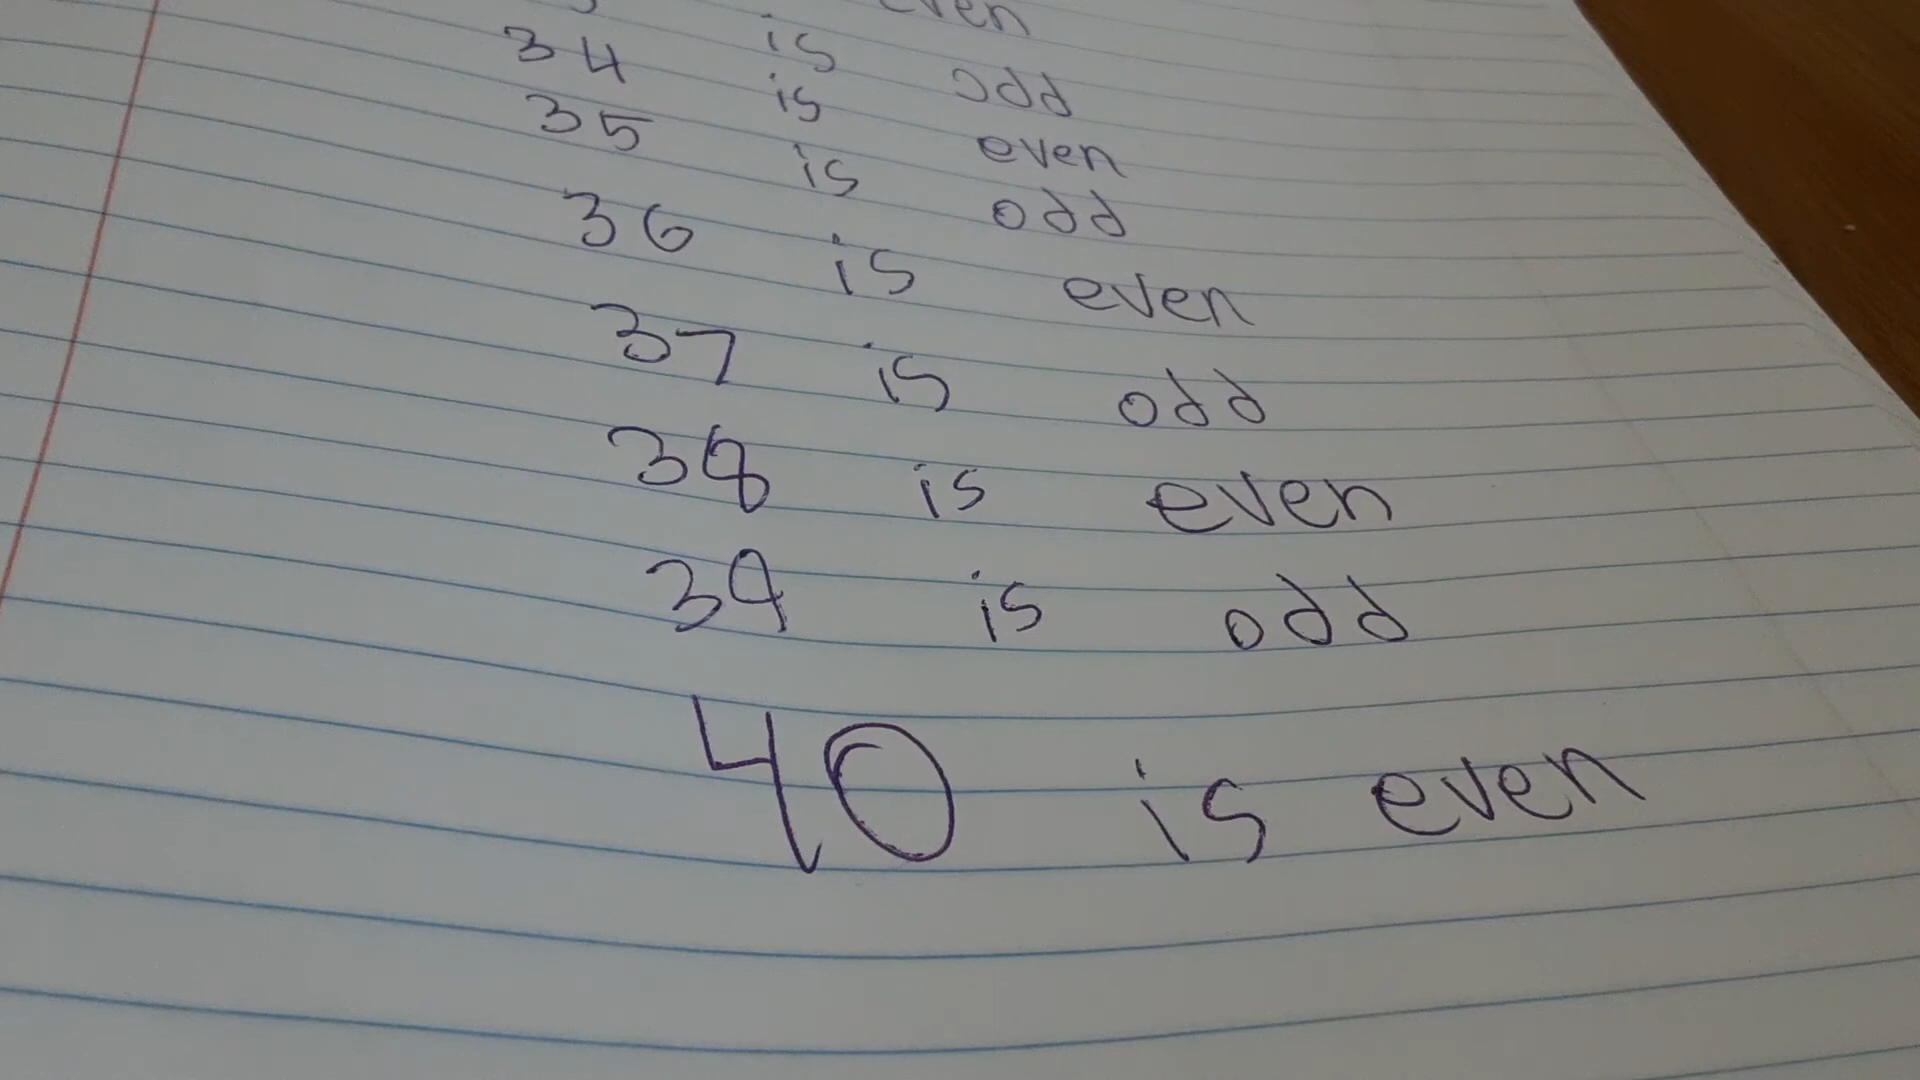 even
is odd
34 is even
35 is odd
36 is even
37 is odd
38 is even
39 is odd
40 is even